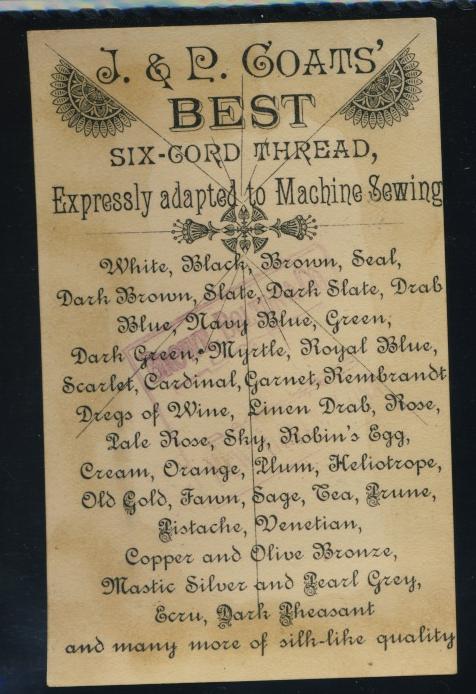 J. & P. COATS'
BEST
SIX-CORD THREAD,
Expressly adapted to Machine Sewing
White, Black, Brown, Seal,
Dark Brown, Slate, Dark Slate, Drab
Blue, Navy Blue, Green,
Dark Green, Myrtle, Royal Blue,
Scarlet, Cardinal, Garnet, Rembrandt
Dregs of Wine, Linen Drab, Rose,
Pale Rose, Sky, Robin's Egg,
Cream, Orange, Plum, Heliotrope,
Old Gold, Fawn, Sage, Tea, Prune,
Pistache, Venetian,
Copper and Olive Bronze,
Mastic Silver and Pearl Grey,
Ecru, Dark Pheasant
and many more of silk-like quality